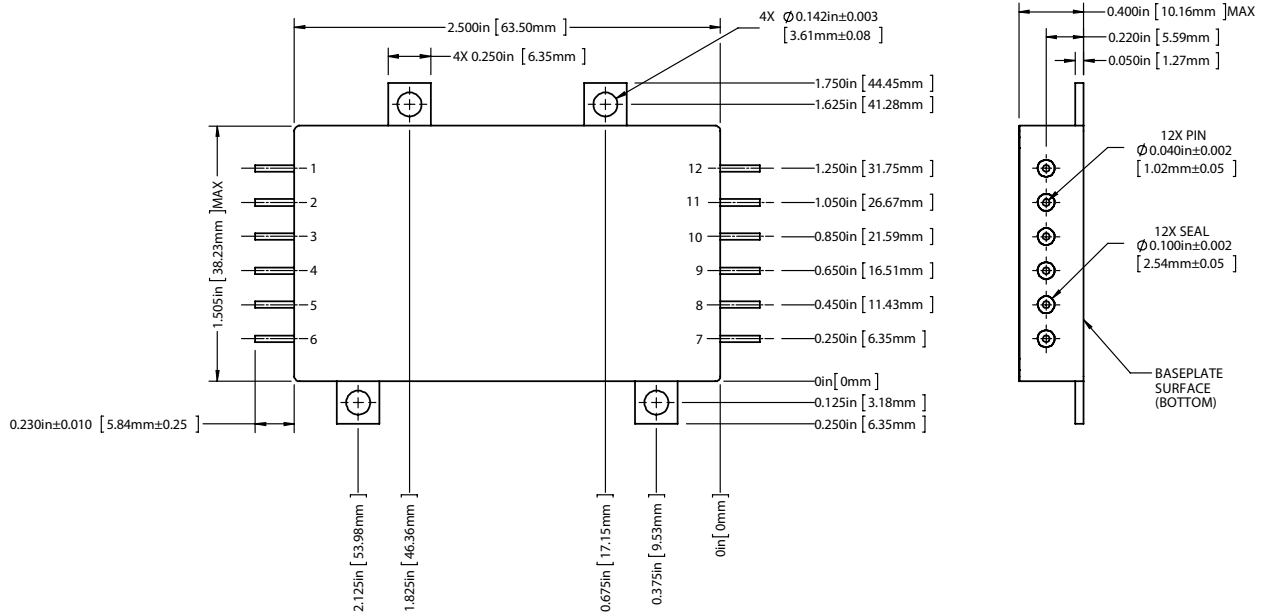 2.500in [ 63.50mm ]
4X Ø 0.142in±0.003
[ 3.61mm±0.08 ]
4X 0.250in [ 6.35mm ]
1.750in [ 44.45mm ]
1.625in [ 41.28mm ]
1.505in [ 38.23mm ] MAX
1
2
3
4
5
6
12
11
10
9
8
7
1.250in [ 31.75mm ]
1.050in [ 26.67mm ]
0.850in [ 21.59mm ]
0.650in [ 16.51mm ]
0.450in [ 11.43mm ]
0.250in [ 6.35mm ]
0in [ 0mm ]
0.125in [ 3.18mm ]
0.250in [ 6.35mm ]
0.230in±0.010 [ 5.84mm±0.25 ]
2.125in [ 53.98mm ]
1.825in [ 46.36mm ]
0.675in [ 17.15mm ]
0.375in [ 9.53mm ]
0in [ 0mm ]
0.400in [ 10.16mm ] MAX
0.220in [ 5.59mm ]
0.050in [ 1.27mm ]
12X PIN
Ø 0.040in±0.002
[ 1.02mm±0.05 ]
12X SEAL
Ø 0.100in±0.002
[ 2.54mm±0.05 ]
BASEPLATE
SURFACE
(BOTTOM)